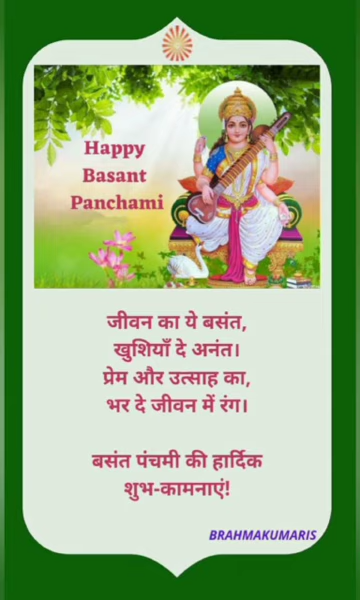 Happy
Basant
Panchami
जीवन का ये बसंत,
खुशियाँ दे अनंत।
प्रेम और उत्साह का,
भर दे जीवन में रंग।
बसंत पंचमी की हार्दिक
शुभ-कामनाएं!
BRAHMAKUMARIS